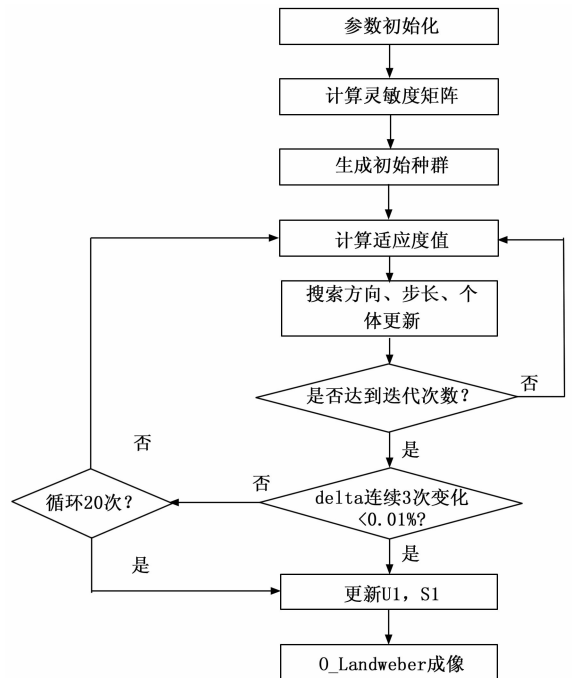 参数初始化
计算灵敏度矩阵
生成初始种群
计算适应度值
搜索方向、步长、个
体更新
是否达到迭代次数？
否
是
否
否
循环20次？
delta连续3次变化
<0.01%?
是
是
更新U1，S1
O_Landweber成像